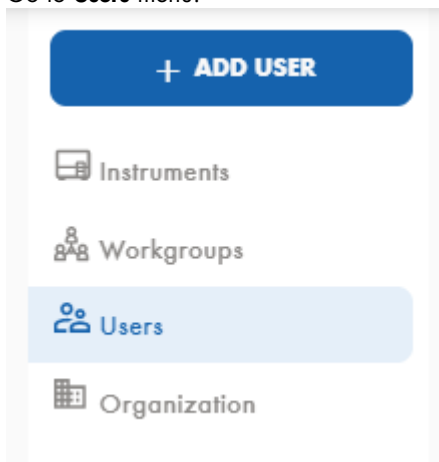 Go to Users menu.
+ ADD USER
Instruments
Workgroups
Users
Organization